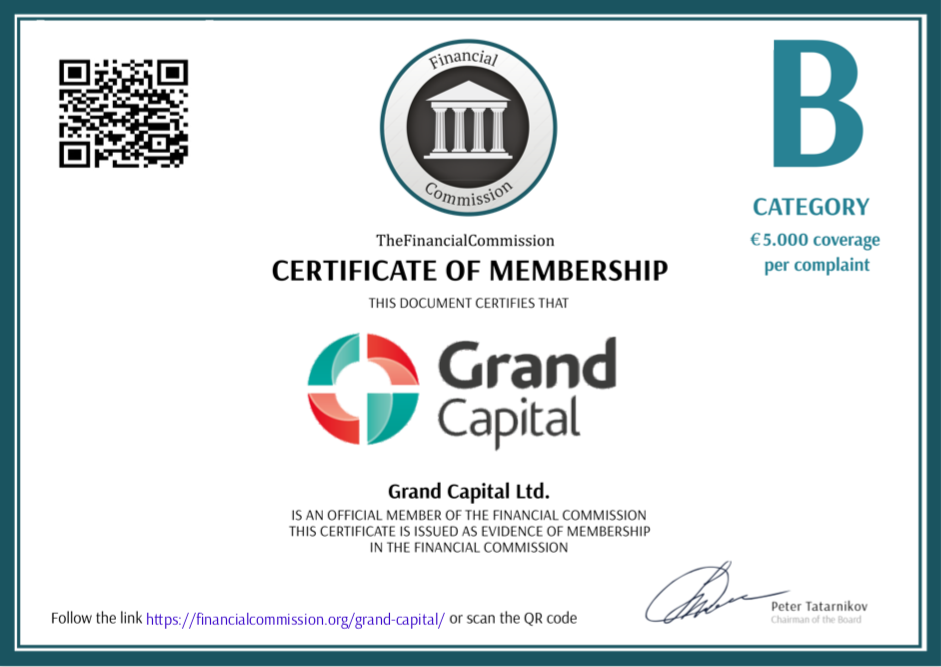 Financial
Commission
B
CATEGORY
€5.000 coverage
per complaint
TheFinancialCommission
CERTIFICATE OF MEMBERSHIP
THIS DOCUMENT CERTIFIES THAT
Grand
Capital
Grand Capital Ltd.
IS AN OFFICIAL MEMBER OF THE FINANCIAL COMMISSION
THIS CERTIFICATE IS ISSUED AS EVIDENCE OF MEMBERSHIP
IN THE FINANCIAL COMMISSION
Peter Tatarnikov
Chairman of the Board
Follow the link https://financialcommission.org/grand-capital/ or scan the QR code